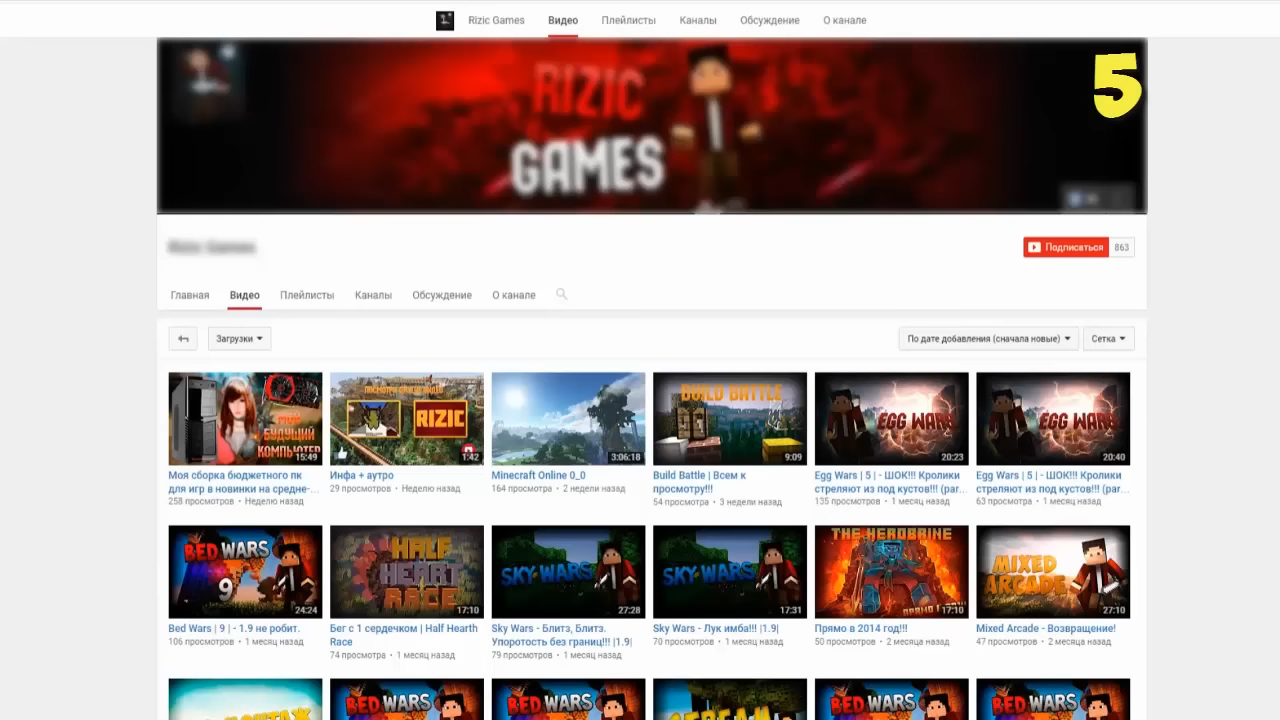 Rizic Games Видео Плейлисты Каналы Обсуждение О канале
5
RIZIC
GAMES
Rizic Games
Подписаться 863
Главная Видео Плейлисты Каналы Обсуждение О канале
Загрузки По дате добавления (сначала новые) Сетка
БУДУЩИЙ
КОМПЬЮТЕР
15:49
RIZIC
1:42
3:06:18
BUILD BATTLE
9:09
EGG WARS
20:23
EGG WARS
20:40
Моя сборка бюджетного пк
для игр в новинки на средне-...
258 просмотров • Неделю назад
Инфа + аутро
29 просмотров • Неделю назад
Minecraft Online 0_0
164 просмотра • 2 недели назад
Build Battle | Всем к
просмотру!!!
54 просмотра • 3 недели назад
Egg Wars | 5 | - ШОК!!! Кролики
стреляют из под кустов!!! (par...
135 просмотров • 1 месяц назад
Egg Wars | 5 | - ШОК!!! Кролики
стреляют из под кустов!!! (par...
63 просмотра • 1 месяц назад
BED WARS
9
24:24
HALF
HEART
RACE
17:10
SKY WARS
27:28
SKY WARS
17:31
THE HEROBRINE
17:10
MIXED
ARCADE
27:10
Bed Wars | 9 | - 1.9 не робит.
106 просмотров • 1 месяц назад
Бег с 1 сердечком | Half Hearth
Race
74 просмотра • 1 месяц назад
Sky Wars - Блитз, Блитз.
Упоротость без границ!!! |1.9|
79 просмотров • 1 месяц назад
Sky Wars - Лук имба!!! |1.9|
70 просмотров • 1 месяц назад
Прямо в 2014 год!!!
50 просмотров • 2 месяца назад
Mixed Arcade - Возвращение!
47 просмотров • 2 месяца назад
BED WARS
BED WARS
BED WARS
BED WARS